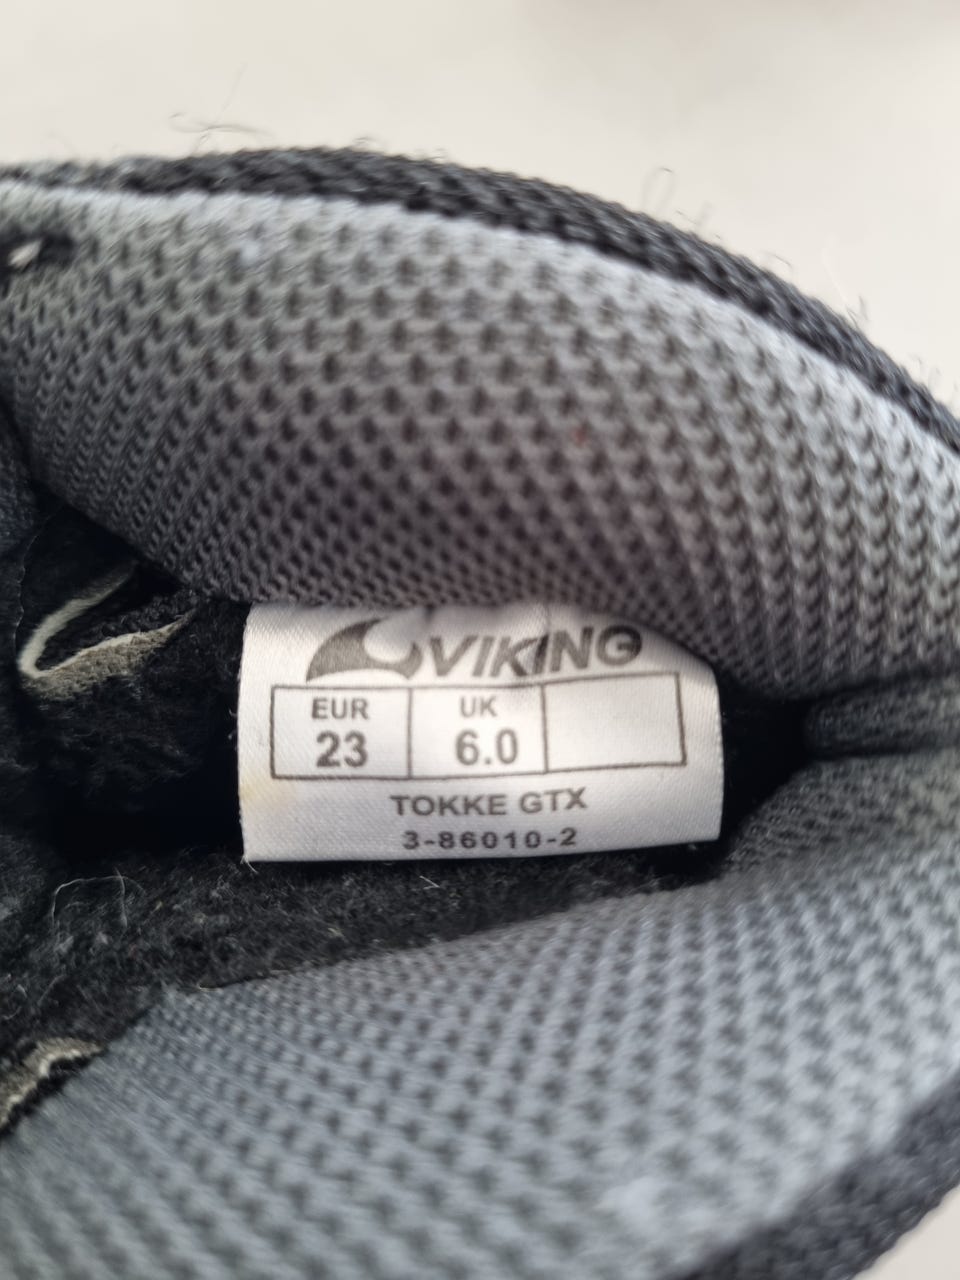 VIKING
EUR UK
23 6.0
TOKKE GTX
3-86010-2